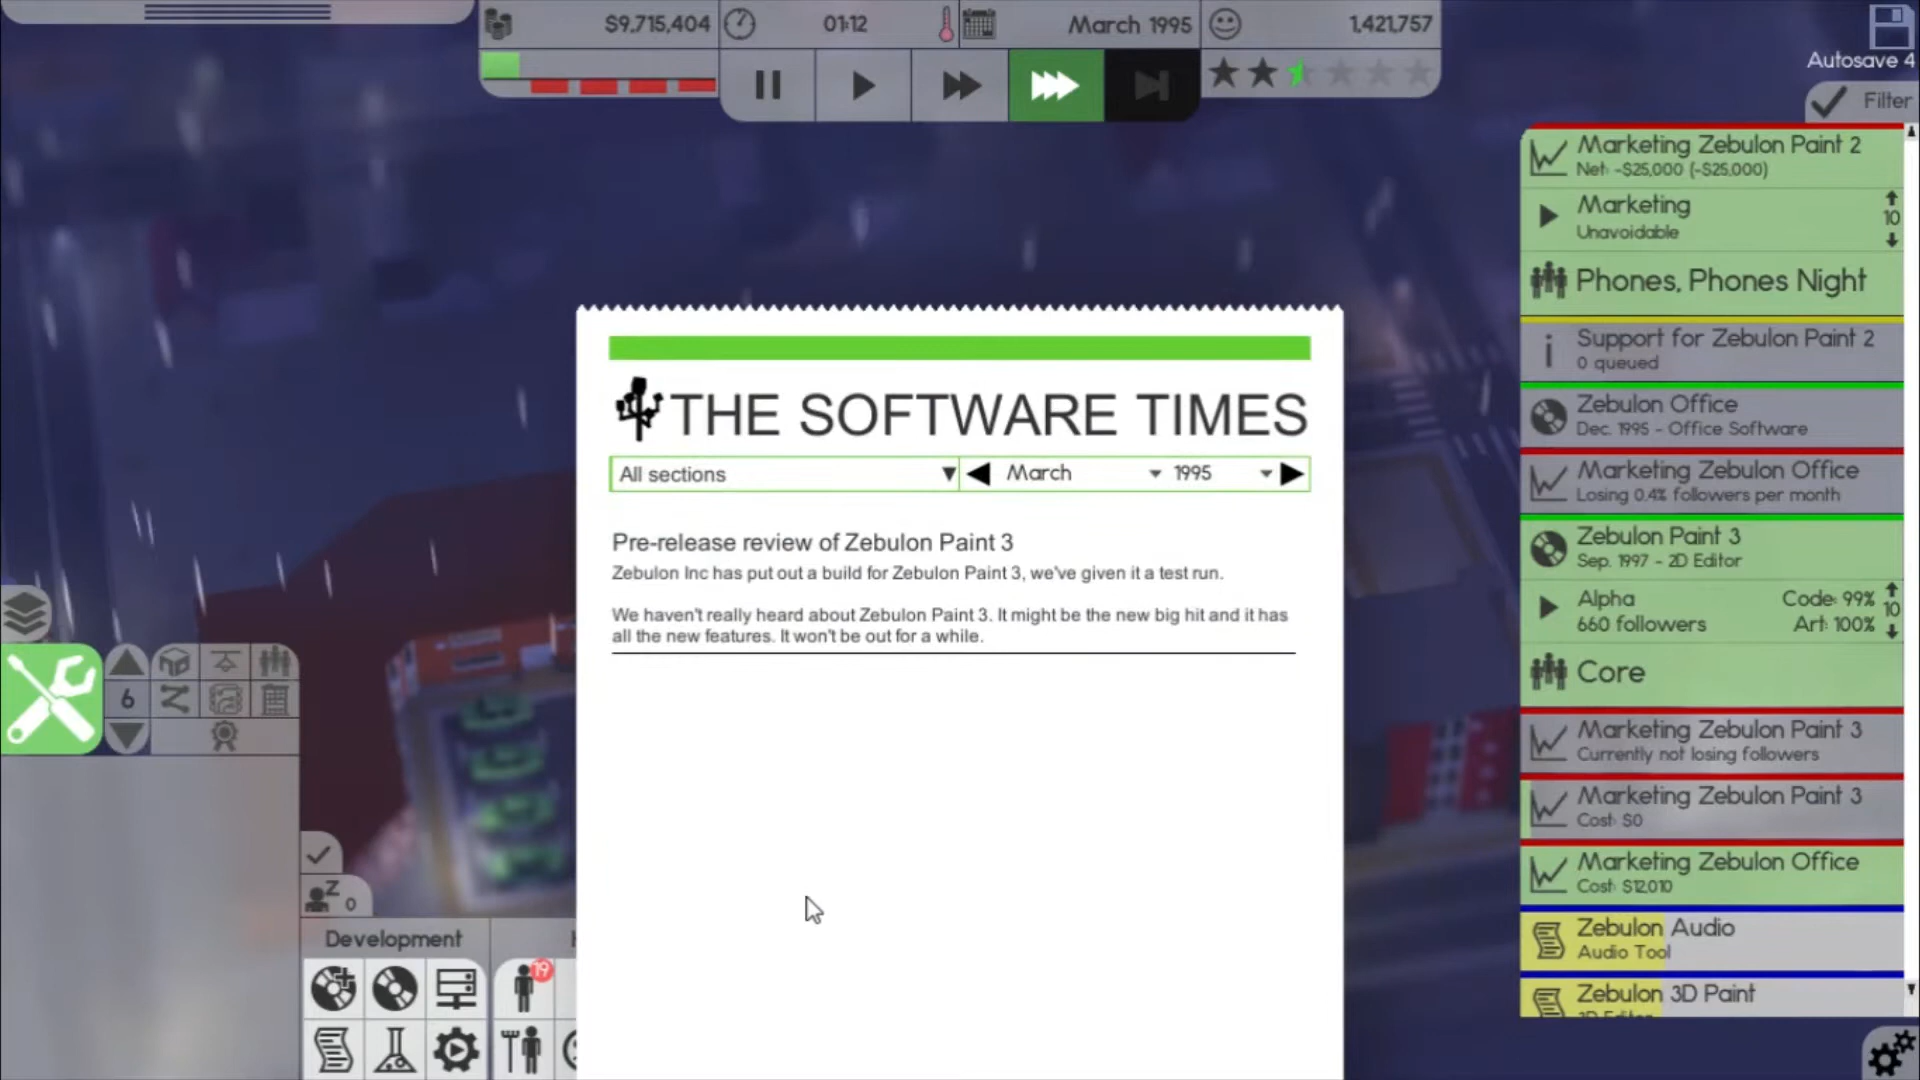 $9,715,404
01:12
March 1995
1,421,757
Autosave 4
Filter
Marketing Zebulon Paint 2
Net: -$25,000 (-$25,000)
Marketing
Unavoidable
10
Phones, Phones Night
Support for Zebulon Paint 2
0 queued
Zebulon Office
Dec. 1995 - Office Software
Marketing Zebulon Office
Losing 0.4% followers per month
Zebulon Paint 3
Sep. 1997 - 2D Editor
Alpha
Code: 99%
660 followers
Art: 100%
10
Core
Marketing Zebulon Paint 3
Currently not losing followers
Marketing Zebulon Paint 3
Cost: $0
Marketing Zebulon Office
Cost: $12,010
Zebulon Audio
Audio Tool
Zebulon 3D Paint
THE SOFTWARE TIMES
All sections
March
1995
Pre-release review of Zebulon Paint 3
Zebulon Inc has put out a build for Zebulon Paint 3, we've given it a test run.
We haven't really heard about Zebulon Paint 3. It might be the new big hit and it has
all the new features. It won't be out for a while.
6
Z
0
Development
19